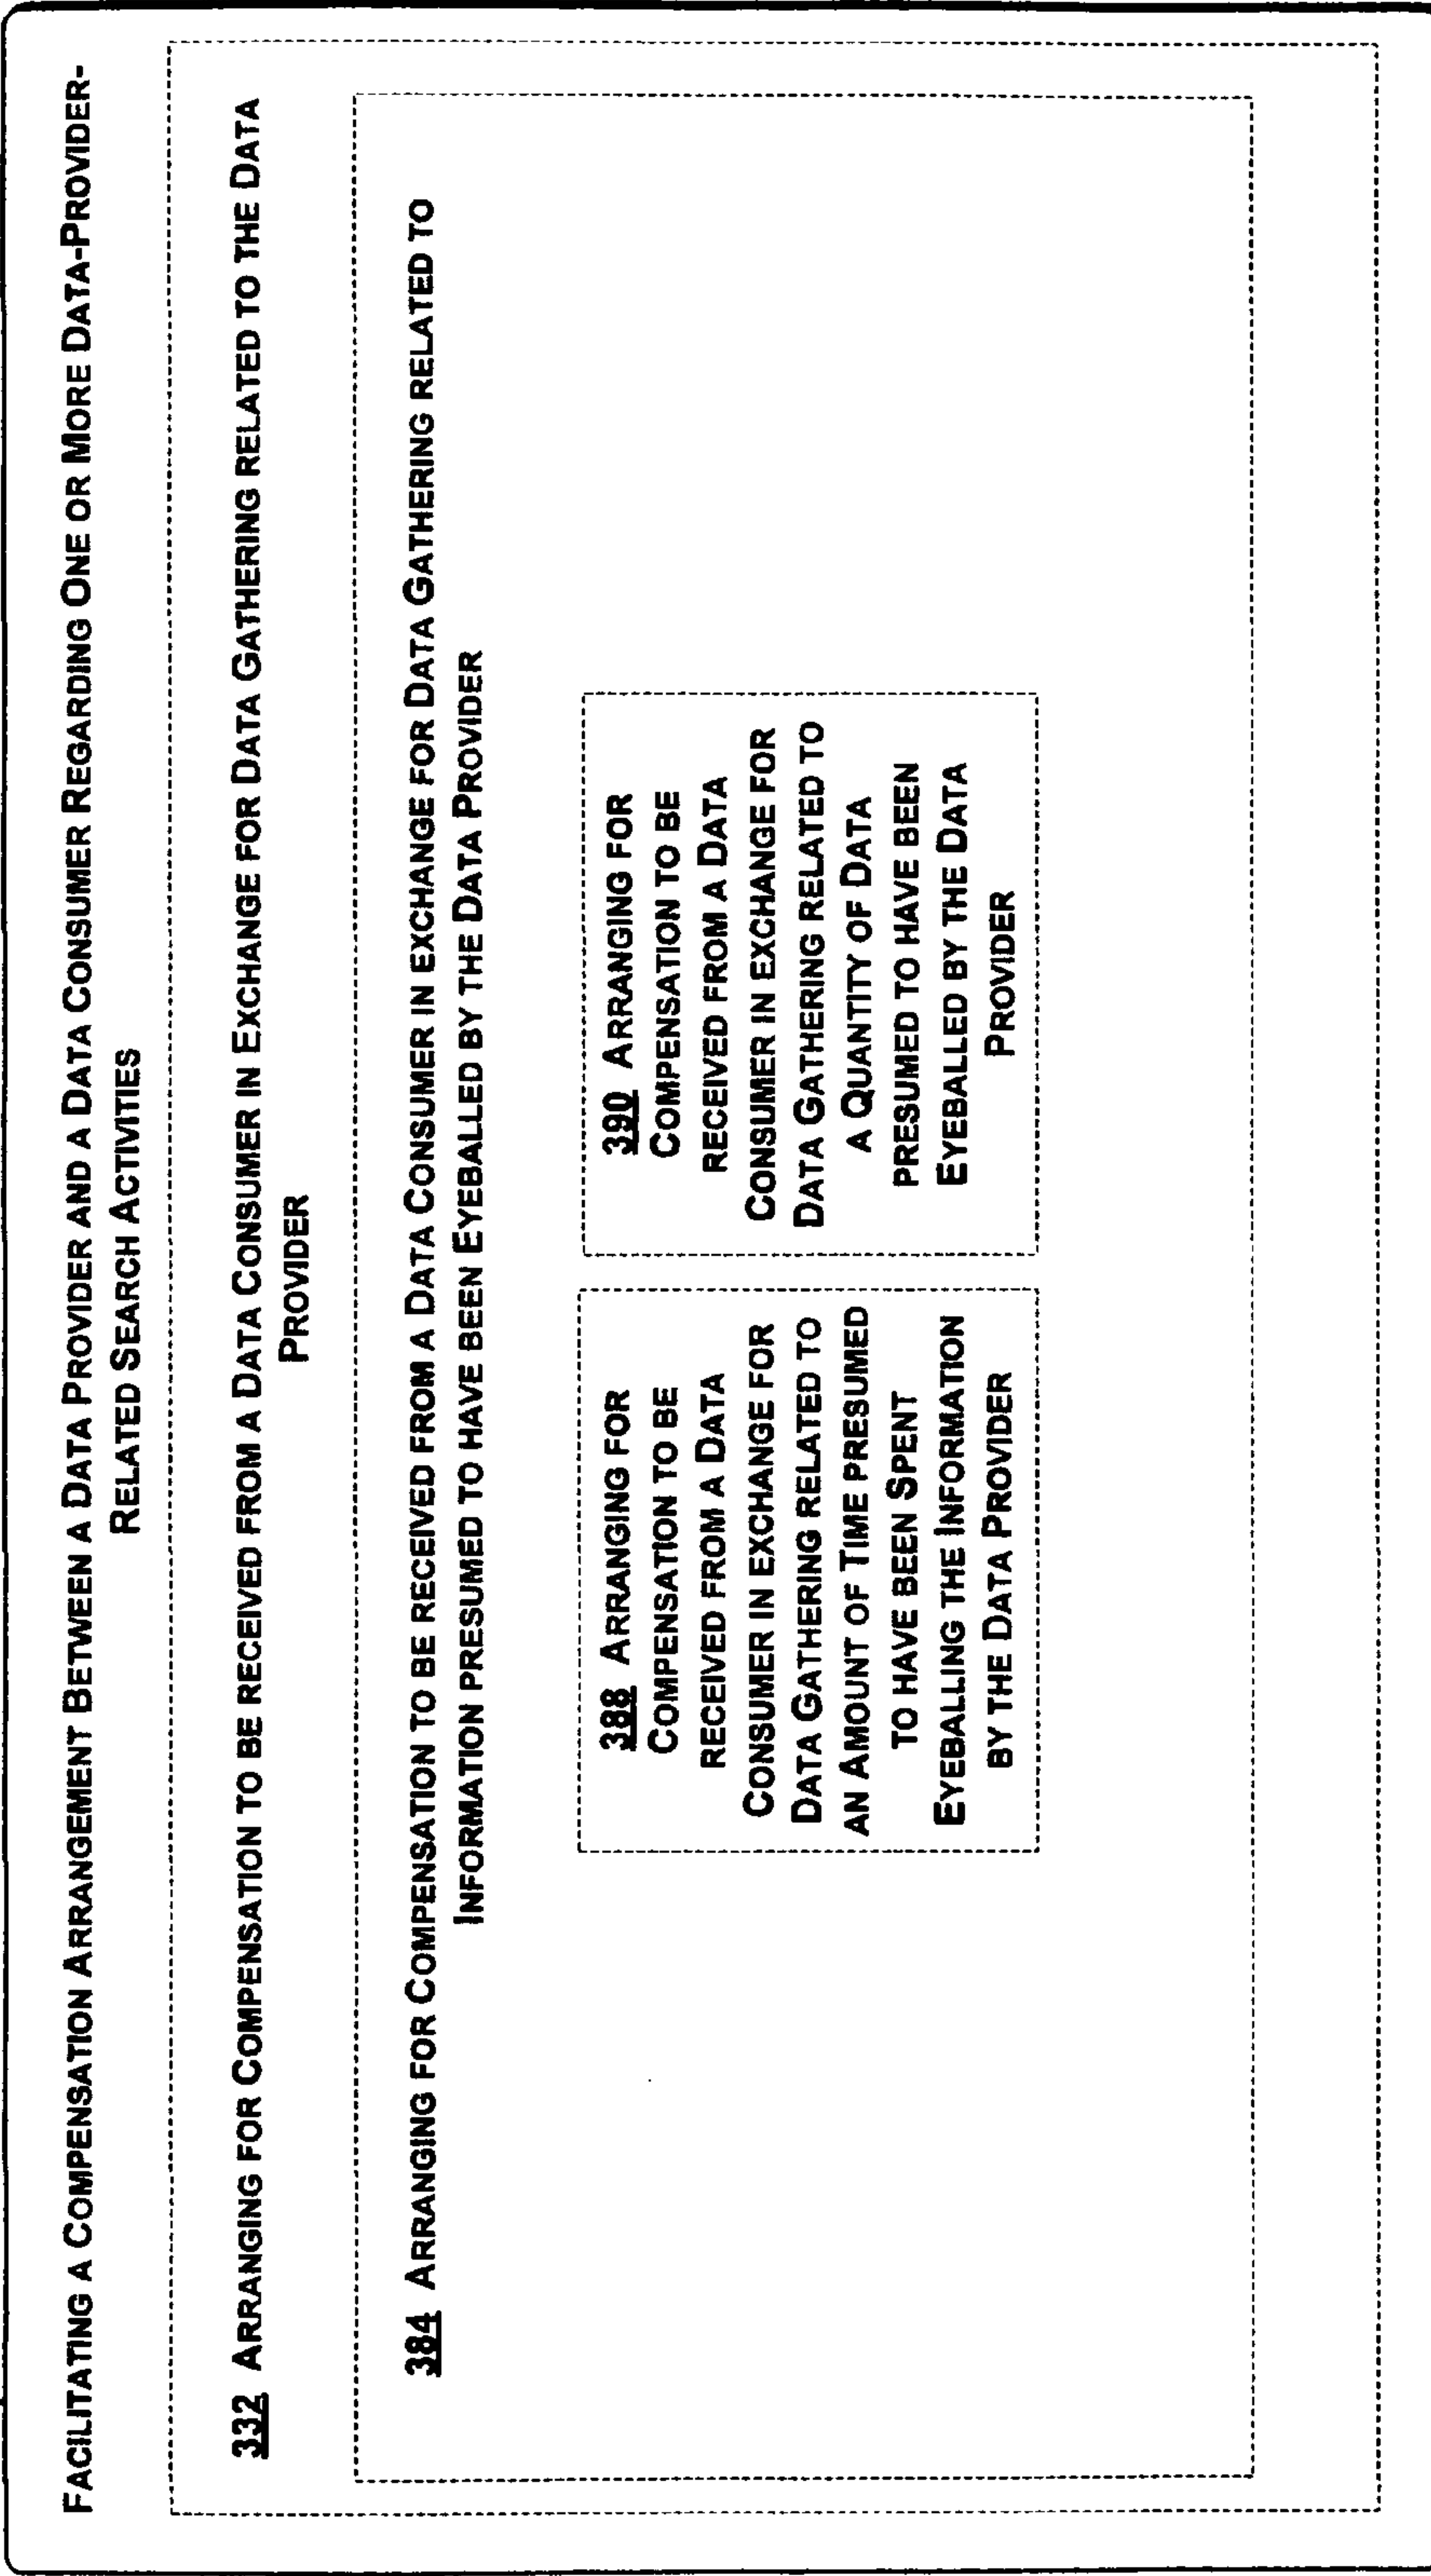 FACILITATING A COMPENSATION ARRANGEMENT BETWEEN A DATA PROVIDER AND A DATA CONSUMER REGARDING ONE OR MORE DATA-PROVIDER-
RELATED SEARCH ACTIVITIES
332 ARRANGING FOR COMPENSATION TO BE RECEIVED FROM A DATA CONSUMER IN EXCHANGE FOR DATA GATHERING RELATED TO THE DATA
PROVIDER
384 ARRANGING FOR COMPENSATION TO BE RECEIVED FROM A DATA CONSUMER IN EXCHANGE FOR DATA GATHERING RELATED TO
INFORMATION PRESUMED TO HAVE BEEN EYEBALLED BY THE DATA PROVIDER
388 ARRANGING FOR
COMPENSATION TO BE
RECEIVED FROM A DATA
CONSUMER IN EXCHANGE FOR
DATA GATHERING RELATED TO
AN AMOUNT OF TIME PRESUMED
TO HAVE BEEN SPENT
EYEBALLING THE INFORMATION
BY THE DATA PROVIDER
390 ARRANGING FOR
COMPENSATION TO BE
RECEIVED FROM A DATA
CONSUMER IN EXCHANGE FOR
DATA GATHERING RELATED TO
A QUANTITY OF DATA
PRESUMED TO HAVE BEEN
EYEBALLED BY THE DATA
PROVIDER